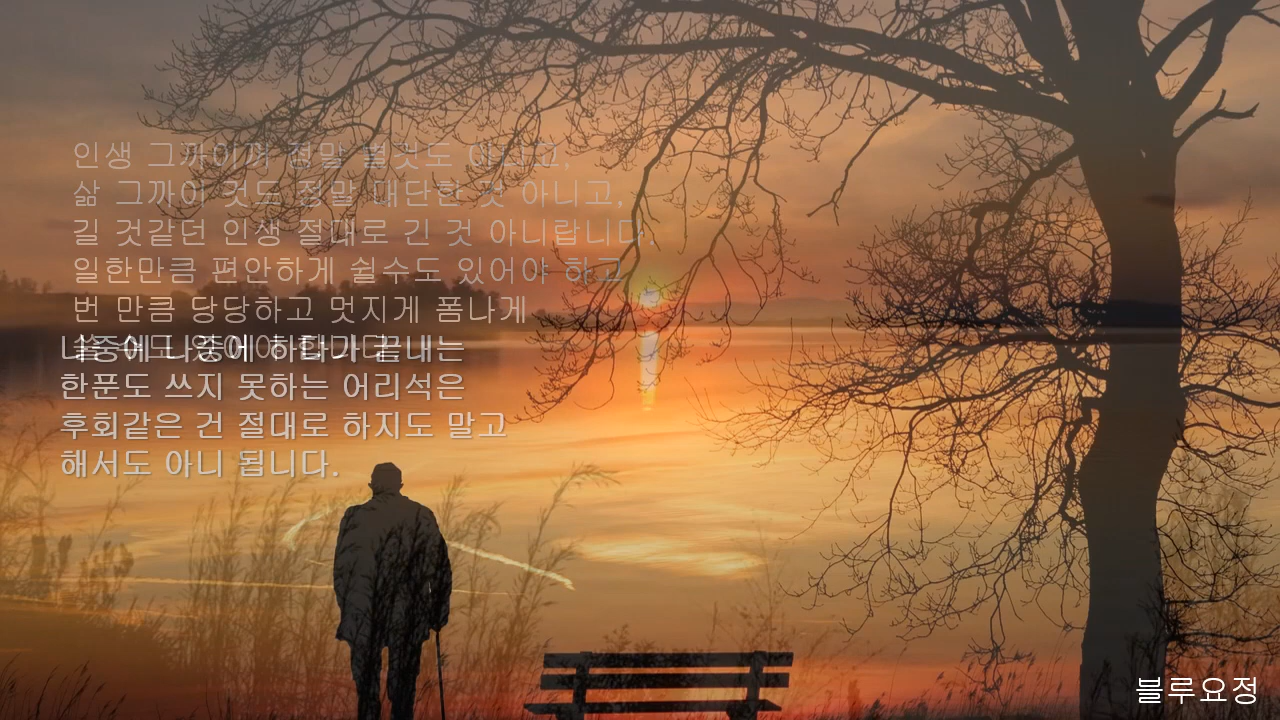 인생 그까이꺼 정말 별것도 아니고,
삶 그까이 것도 정말 대단한 것 아니고,
길 것같던 인생 절대로 긴 것 아니랍니다.
일한만큼 편안하게 쉴수도 있어야 하고
번 만큼 당당하고 멋지게 폼나게
나중에 나중에 하다가 끝내는
한푼도 쓰지 못하는 어리석은
후회같은 건 절대로 하지도 말고
해서도 아니 됩니다.
블루요정